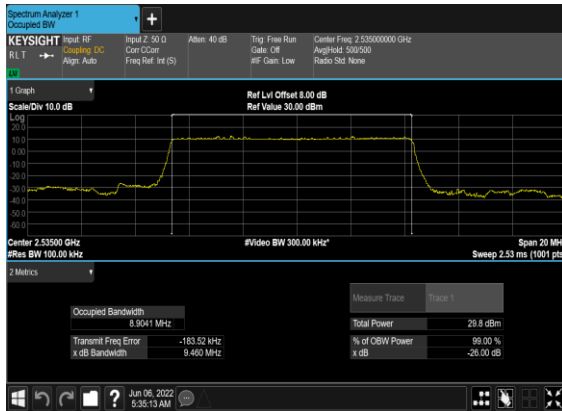 Spectrum Analyzer 1
Occupied BW
KEYSIGHT Input: RF Input Z: 50 Ω Atten: 40 dB Trig: Free Run Center Freq: 2.535000000 GHz
RLT Coupling: DC Corr CCorr Gate: Off Avg|Hold: 500/500
Align: Auto Freq Ref: Int (S) #IF Gain: Low Radio Std: None
LXI
1 Graph
Ref Lvl Offset 8.00 dB
Scale/Div 10.0 dB Ref Value 30.00 dBm
Log
20.0
10.0
0.00
-10.0
-20.0
-30.0
-40.0
-50.0
-60.0
Center 2.53500 GHz #Video BW 300.00 kHz* Span 20 MH
#Res BW 100.00 kHz Sweep 2.53 ms (1001 pts
2 Metrics
Measure Trace Trace 1
Occupied Bandwidth
8.9041 MHz Total Power 29.8 dBm
Transmit Freq Error -183.52 kHz % of OBW Power 99.00 %
x dB Bandwidth 9.460 MHz x dB -26.00 dB
? Jun 06, 2022
5:35:13 AM